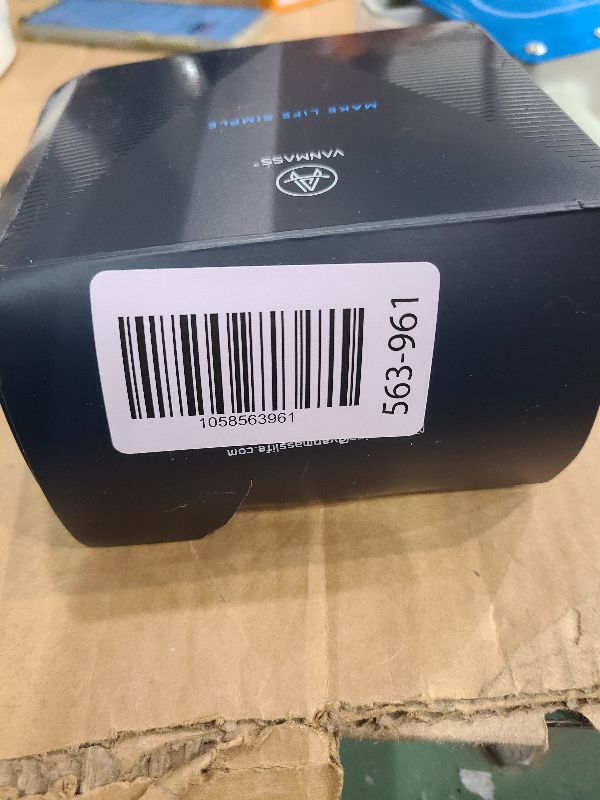 MAKE LIFE SIMPLE
VANMASS®
1058563961
563-961
@vanmasslife.com